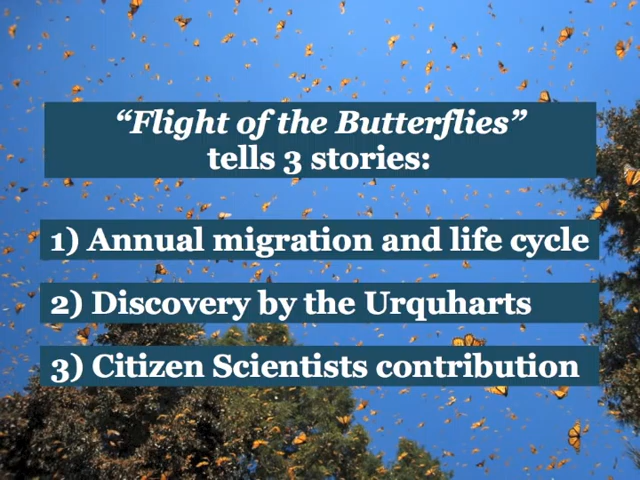 “Flight of the Butterflies”
tells 3 stories:
1) Annual migration and life cycle
2) Discovery by the Urquharts
3) Citizen Scientists contribution